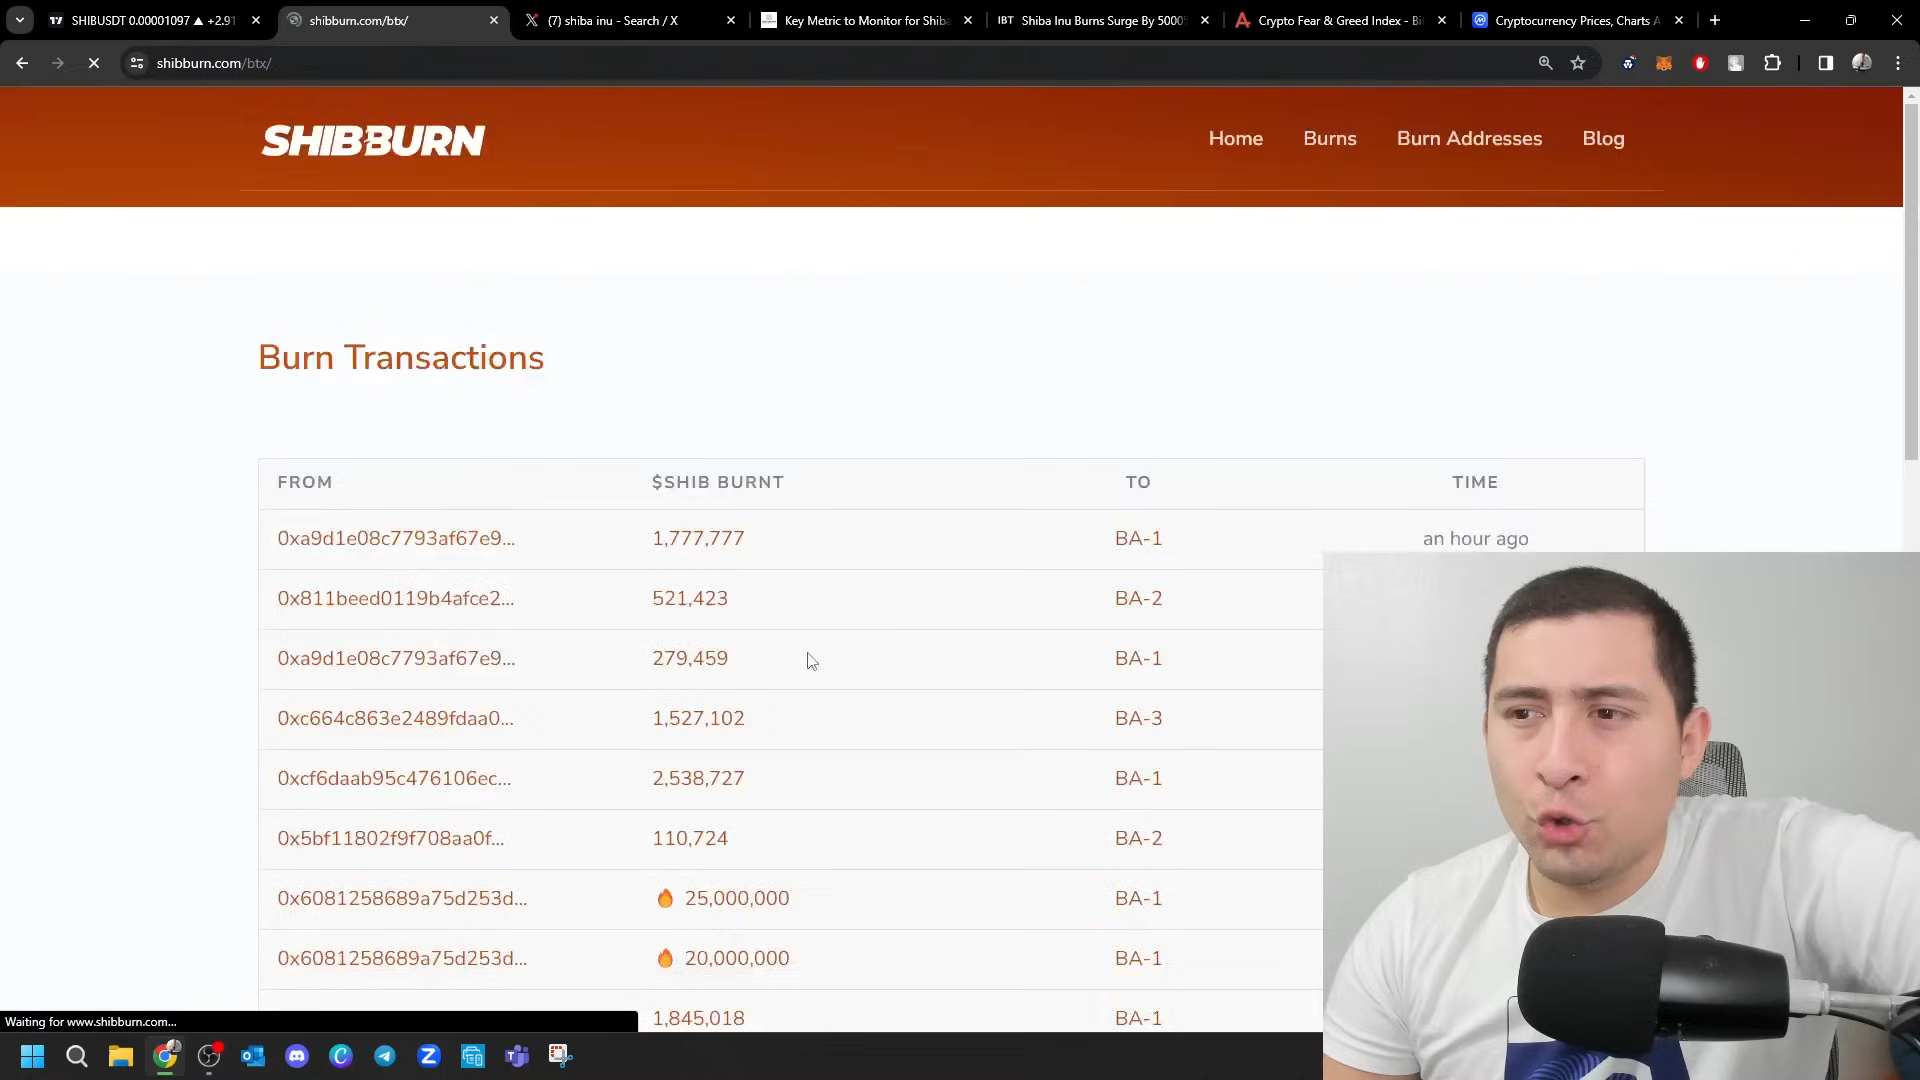 SHIBUSDT 0.00001097 ▲ +2.91
shibburn.com/btx/
(7) shiba inu - Search / X
Key Metric to Monitor for Shiba
IBT Shiba Inu Burns Surge By 5000%
Crypto Fear & Greed Index - Bi
Cryptocurrency Prices, Charts A
shibburn.com/btx/
SHIBBURN
Home Burns Burn Addresses Blog
Burn Transactions
FROM $SHIB BURNT TO TIME
0xa9d1e08c7793af67e9... 1,777,777 BA-1 an hour ago
0x811beed0119b4afce2... 521,423 BA-2
0xa9d1e08c7793af67e9... 279,459 BA-1
0xc664c863e2489fdaa0... 1,527,102 BA-3
0xcf6daab95c476106ec... 2,538,727 BA-1
0x5bf11802f9f708aa0f... 110,724 BA-2
0x6081258689a75d253d... 🔥 25,000,000 BA-1
0x6081258689a75d253d... 🔥 20,000,000 BA-1
1,845,018 BA-1
Waiting for www.shibburn.com...